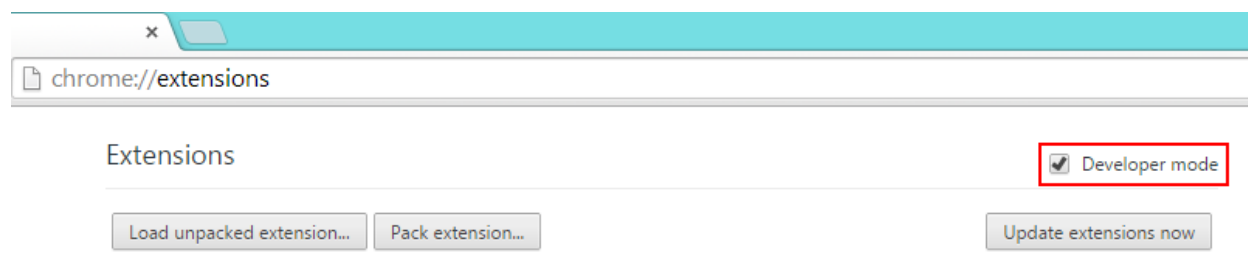 chrome://extensions
Extensions
Developer mode
Load unpacked extension... Pack extension... Update extensions now